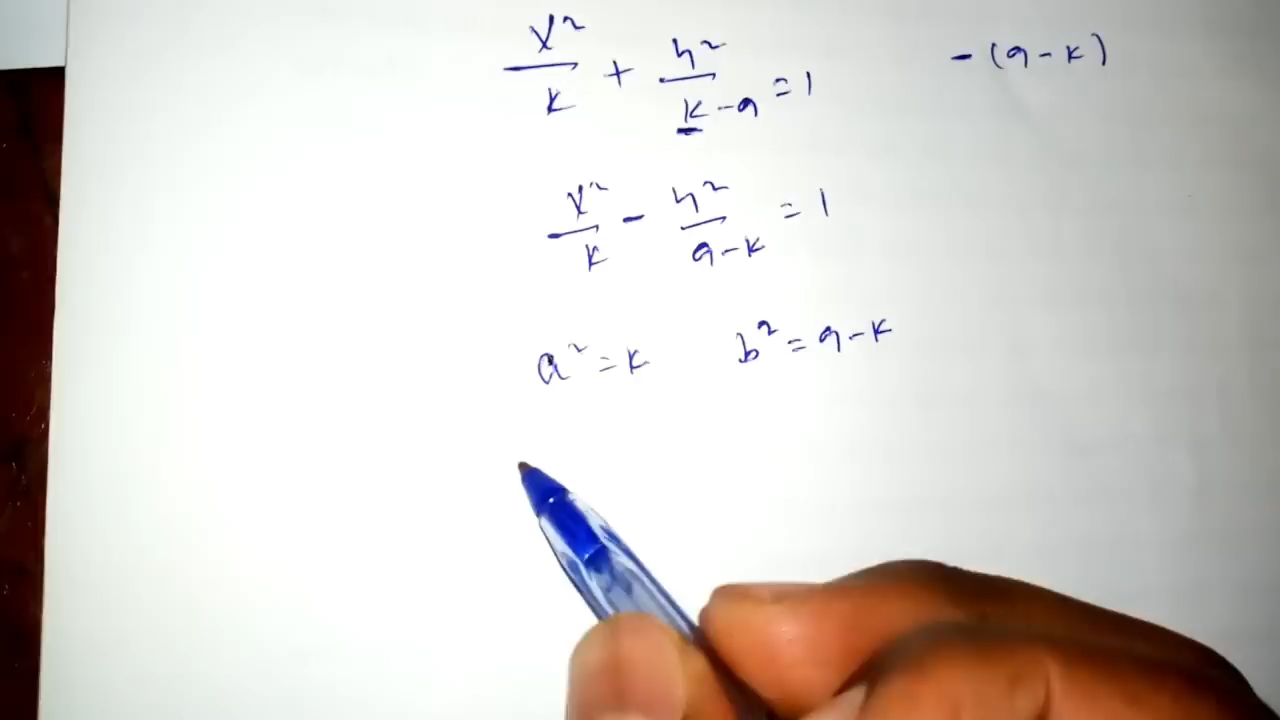 x²/k + y²/(k-9) = 1
-(9-k)
x²/k - y²/(9-k) = 1
a² = k
b² = 9-k